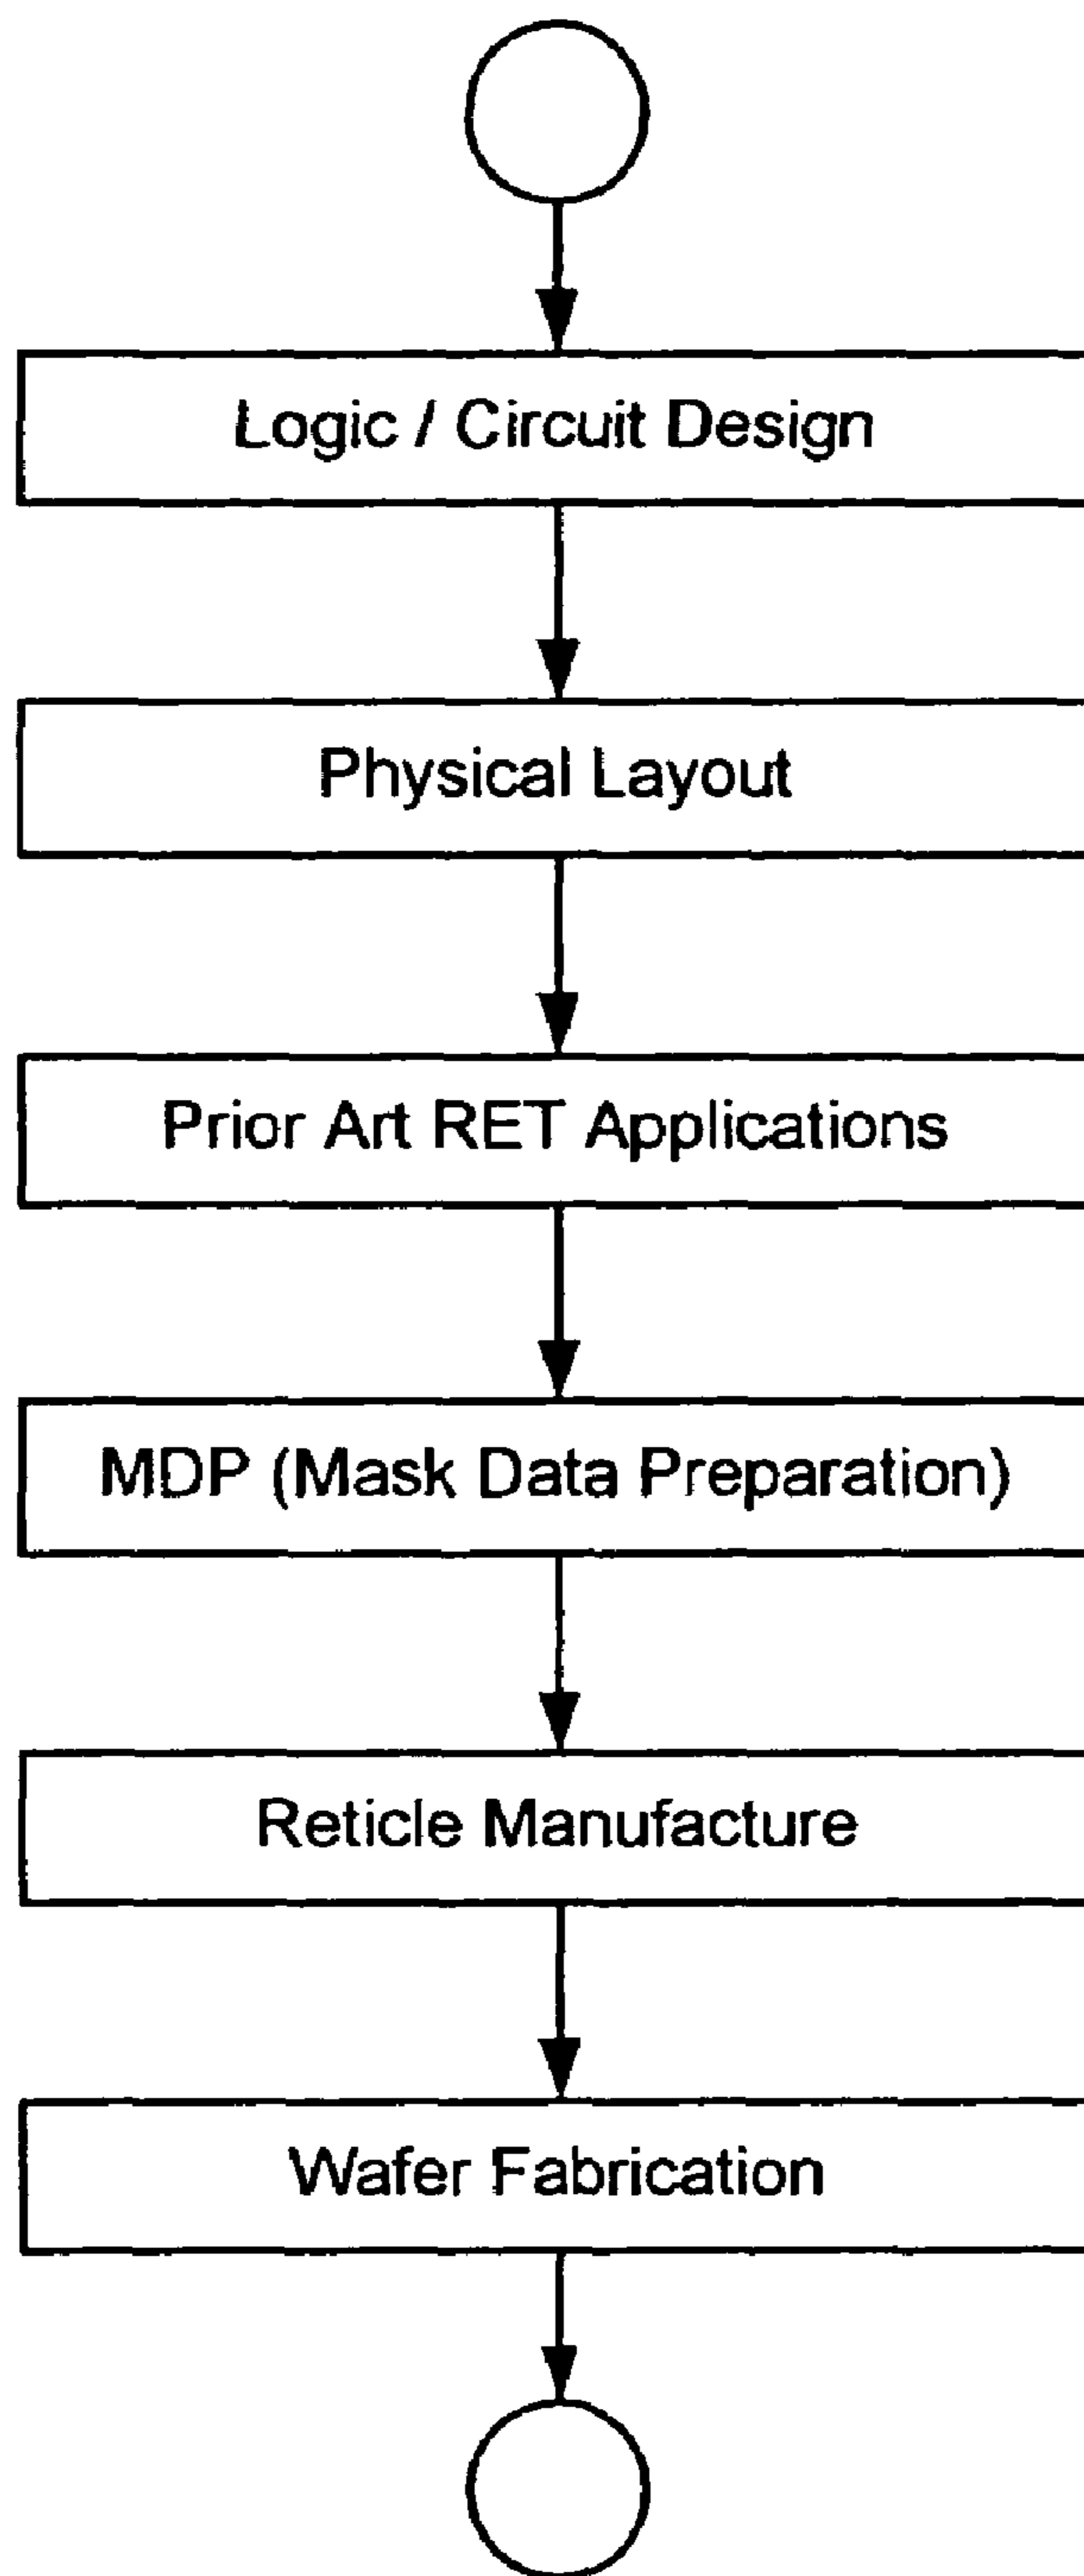 Logic / Circuit Design
Physical Layout
Prior Art RET Applications
MDP (Mask Data Preparation)
Reticle Manufacture
Wafer Fabrication